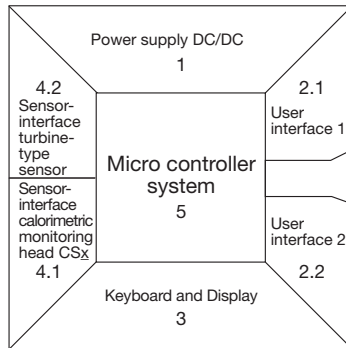 Power supply DC/DC
1
4.2
Sensor-
interface
turbine-
type
sensor
2.1
User
interface 1
Micro controller
system
5
Sensor-
interface
calorimetric
monitoring
head CSx
4.1
User
interface 2
2.2
Keyboard and Display
3